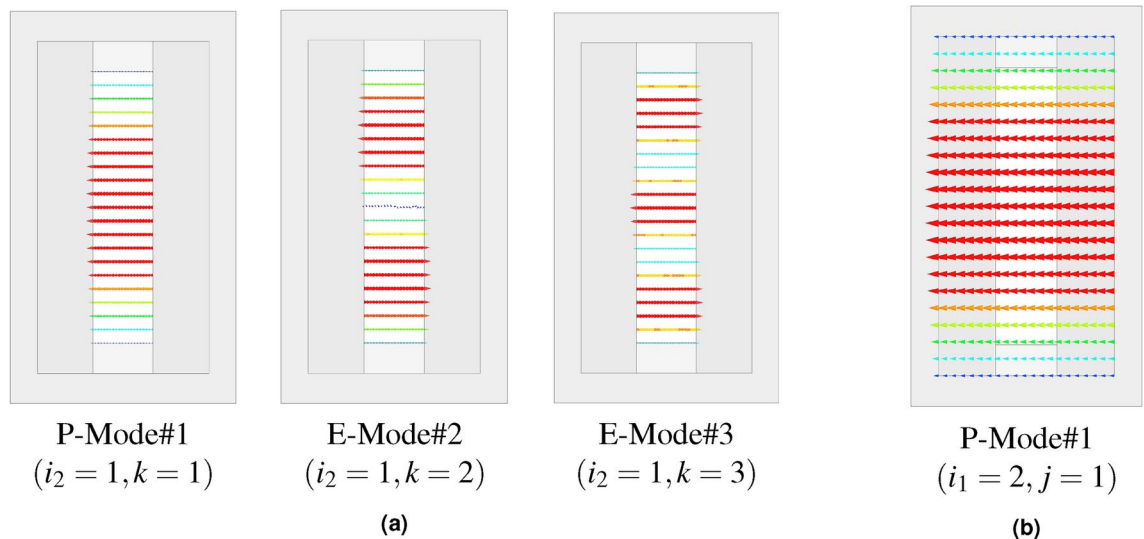 P-Mode#1
(i₂ = 1, k = 1)
E-Mode#2
(i₂ = 1, k = 2)
E-Mode#3
(i₂ = 1, k = 3)
(a)
P-Mode#1
(i₁ = 2, j = 1)
(b)